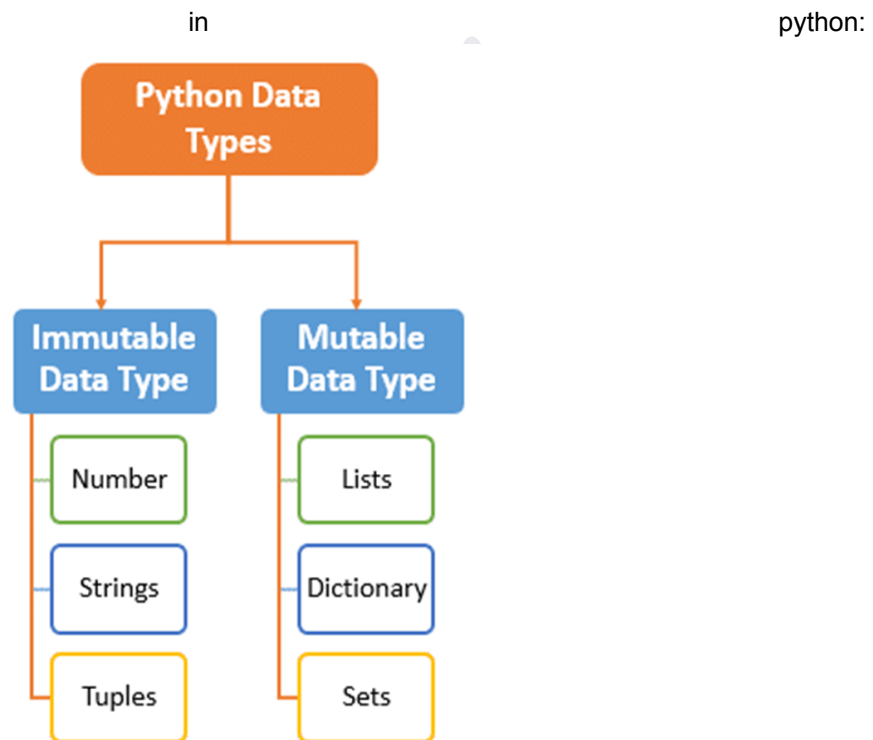 in python:
Python Data
Types
Immutable
Data Type
Mutable
Data Type
Number
Lists
Strings
Dictionary
Tuples
Sets